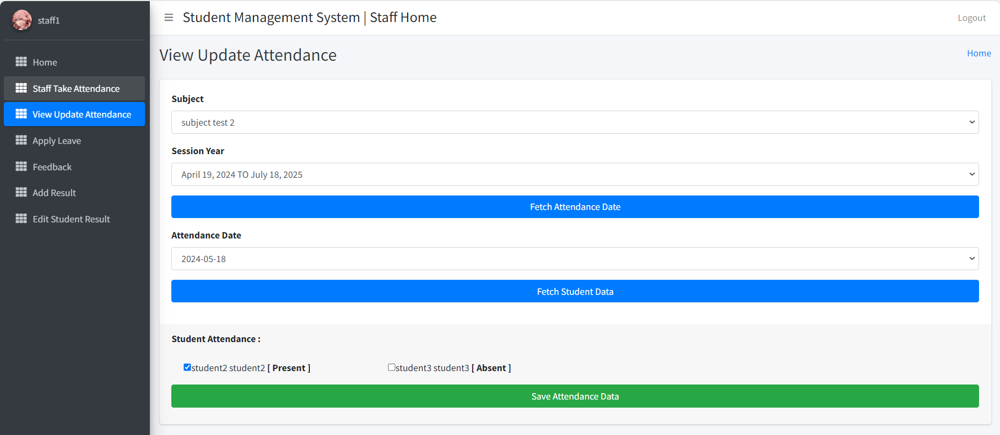 staff1
Home
Staff Take Attendance
View Update Attendance
Apply Leave
Feedback
Add Result
Edit Student Result
Student Management System | Staff Home
Logout
View Update Attendance
Home
Subject
subject test 2
Session Year
April 19, 2024 TO July 18, 2025
Fetch Attendance Date
Attendance Date
2024-05-18
Fetch Student Data
Student Attendance :
student2 student2 [ Present ]
student3 student3 [ Absent ]
Save Attendance Data